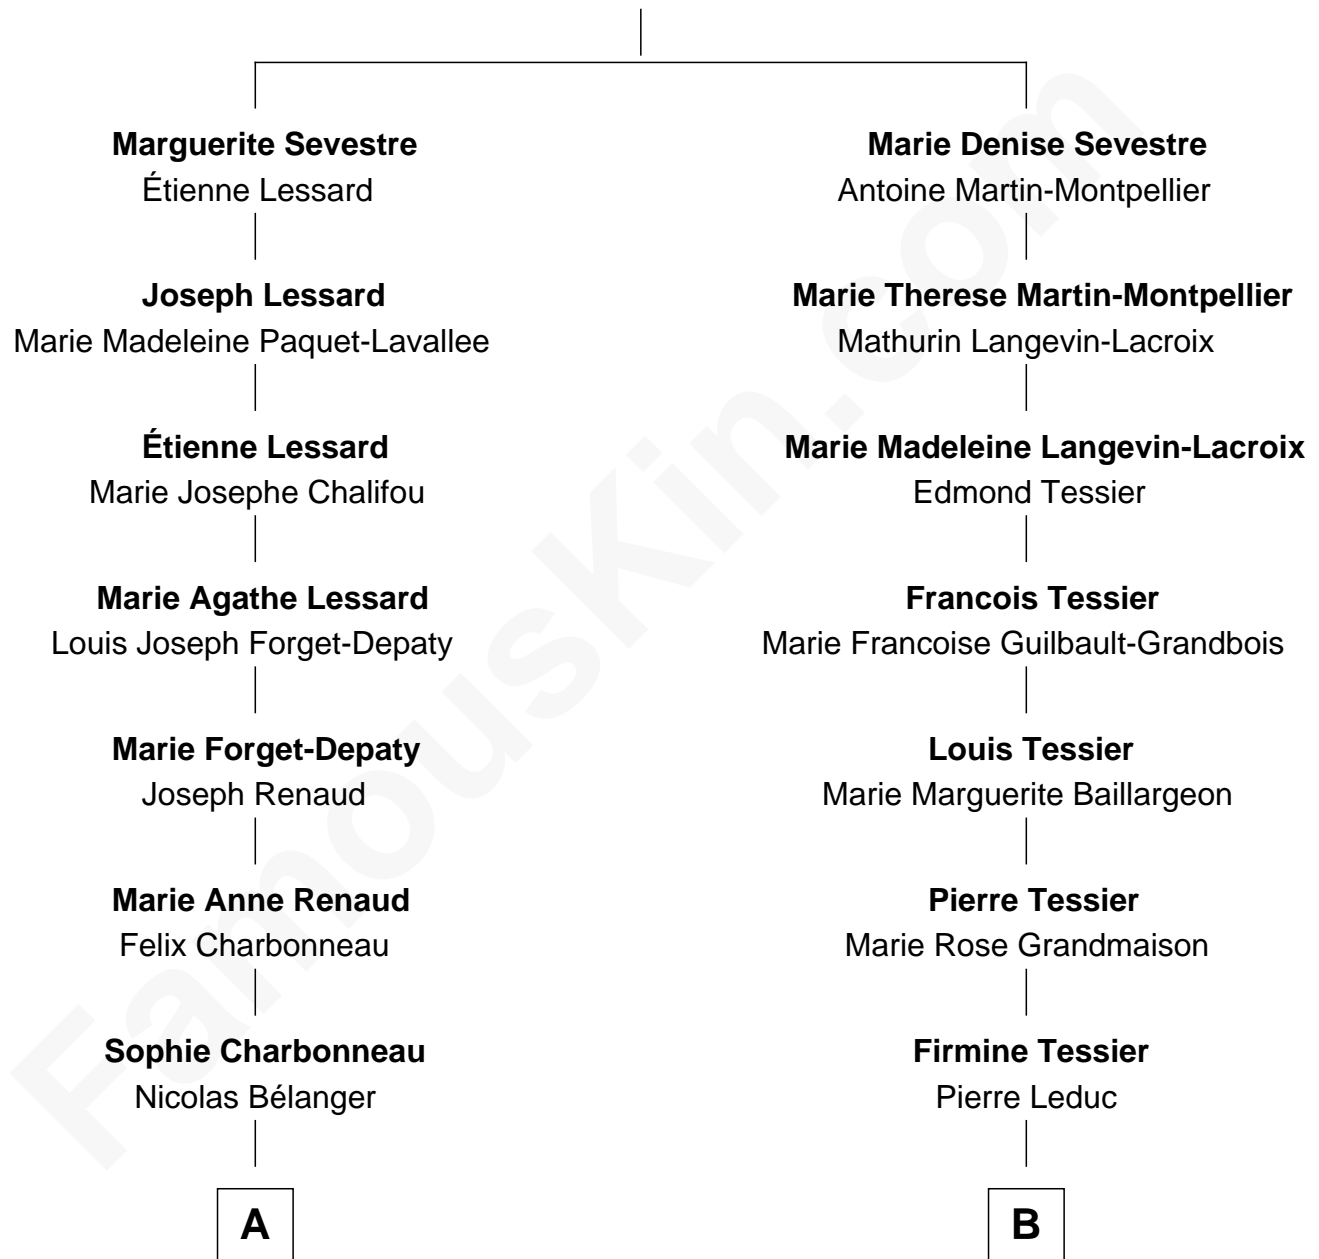 Marguerite Sevestre
Étienne Lessard
Joseph Lessard
Marie Madeleine Paquet-Lavallee
Étienne Lessard
Marie Josephe Chalifou
Marie Agathe Lessard
Louis Joseph Forget-Depaty
Marie Forget-Depaty
Joseph Renaud
Marie Anne Renaud
Felix Charbonneau
Sophie Charbonneau
Nicolas Bélanger
A
Marie Denise Sevestre
Antoine Martin-Montpellier
Marie Therese Martin-Montpellier
Mathurin Langevin-Lacroix
Marie Madeleine Langevin-Lacroix
Edmond Tessier
Francois Tessier
Marie Francoise Guilbault-Grandbois
Louis Tessier
Marie Marguerite Baillargeon
Pierre Tessier
Marie Rose Grandmaison
Firmine Tessier
Pierre Leduc
B
FamousKin.com